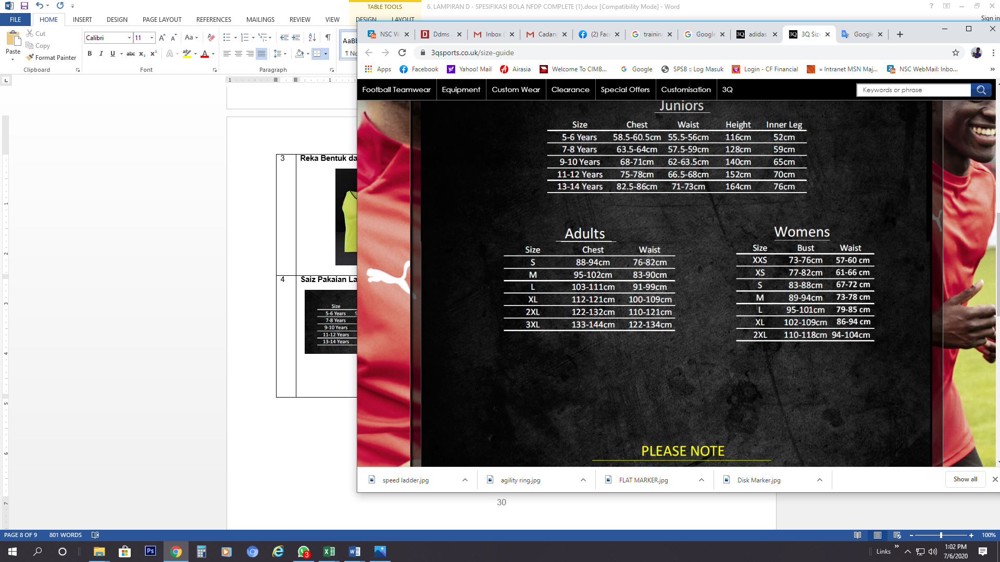 TABLE TOOLS
6. LAMPIRAN D - SPESIFIKASI BOLA NFDP COMPLETE (1).docx [Compatibility Mode] - Word
FILE HOME INSERT DESIGN PAGE LAYOUT REFERENCES MAILINGS REVIEW VIEW DESIGN LAYOUT
Sign in
Paste
Cut
Copy
Format Painter
Clipboard
Calibri 11
Font
Paragraph
NSC W Ddms Inbox ( Cadang (2) Fac training Google adidas 3Q Size Google
3qsports.co.uk/size-guide
Apps Facebook Yahoo! Mail Airasia Welcome To CIMB... Google SPSB :: Log Masuk Login - CF Financial » Intranet MSN Maj... NSC WebMail: Inbo...
Football Teamwear Equipment Custom Wear Clearance Special Offers Customisation 3Q Keywords or phrase
Juniors
Size Chest Waist Height Inner Leg
5-6 Years 58.5-60.5cm 55.5-56cm 116cm 52cm
7-8 Years 63.5-64cm 57.5-59cm 128cm 59cm
9-10 Years 68-71cm 62-63.5cm 140cm 65cm
11-12 Years 75-78cm 66.5-68cm 152cm 70cm
13-14 Years 82.5-86cm 71-73cm 164cm 76cm
Adults
Size Chest Waist
S 88-94cm 76-82cm
M 95-102cm 83-90cm
L 103-111cm 91-99cm
XL 112-121cm 100-109cm
2XL 122-132cm 110-121cm
3XL 133-144cm 122-134cm
Womens
Size Bust Waist
XXS 73-76cm 57-60 cm
XS 77-82cm 61-66 cm
S 83-88cm 67-72 cm
M 89-94cm 73-78 cm
L 95-101cm 79-85 cm
XL 102-109cm 86-94 cm
2XL 110-118cm 94-104cm
PLEASE NOTE
speed ladder.jpg agility ring.jpg FLAT MARKER.jpg Disk Marker.jpg Show all
3 Reka Bentuk da
4 Saiz Pakaian La
Size
5-6 Years 5
7-8 Years
9-10 Years
11-12 Years
13-14 Years
30
PAGE 8 OF 9 801 WORDS
100%
Links
1:02 PM
7/6/2020